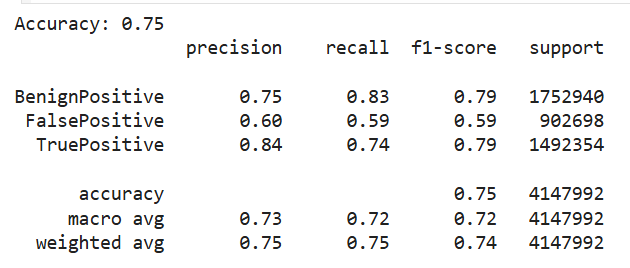 Accuracy: 0.75
precision recall f1-score support
BenignPositive 0.75 0.83 0.79 1752940
FalsePositive 0.60 0.59 0.59 902698
TruePositive 0.84 0.74 0.79 1492354
accuracy 0.75 4147992
macro avg 0.73 0.72 0.72 4147992
weighted avg 0.75 0.75 0.74 4147992